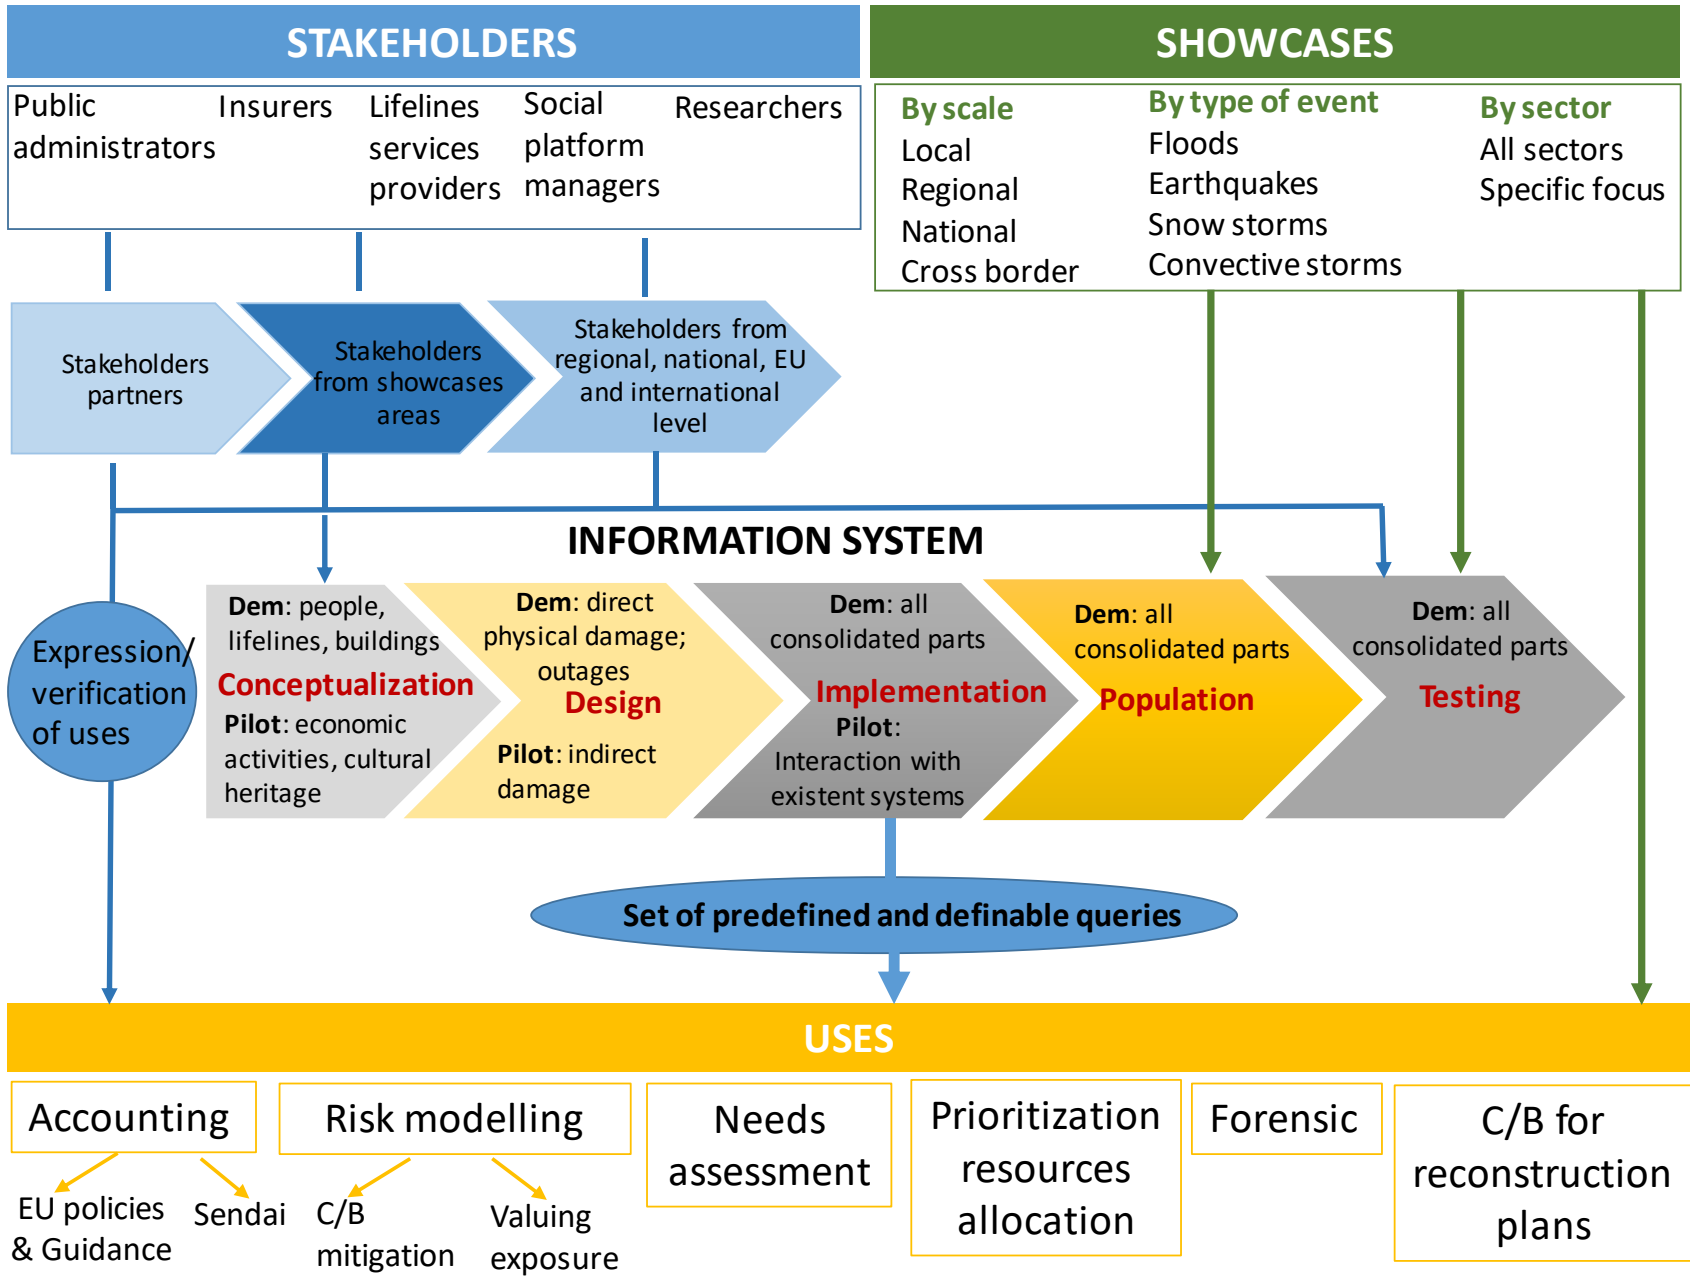 STAKEHOLDERS
Public
administrators
Insurers
Lifelines
services
providers
Social
platform
managers
Researchers
SHOWCASES
By scale
Local
Regional
National
Cross border
By type of event
Floods
Earthquakes
Snow storms
Convective storms
By sector
All sectors
Specific focus
Stakeholders
partners
Stakeholders
from showcases
areas
Stakeholders from
regional, national, EU
and international
level
INFORMATION SYSTEM
Expression/
verification
of uses
Dem: people,
lifelines, buildings
Conceptualization
Pilot: economic
activities, cultural
heritage
Dem: direct
physical damage;
outages
Design
Pilot: indirect
damage
Dem: all
consolidated parts
Implementation
Pilot:
Interaction with
existent systems
Dem: all
consolidated parts
Population
Dem: all
consolidated parts
Testing
Set of predefined and definable queries
USES
Accounting
EU policies
& Guidance
Sendai
Risk modelling
C/B
mitigation
Valuing
exposure
Needs
assessment
Prioritization
resources
allocation
Forensic
C/B for
reconstruction
plans